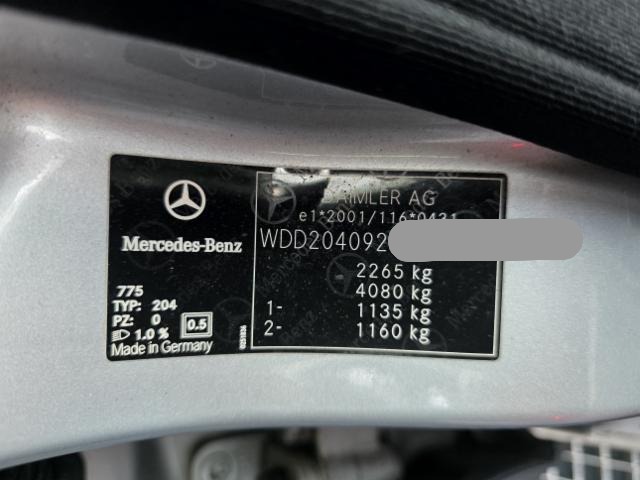 Mercedes-Benz
775
TYP: 204
PZ: 0
1.0 %
0.5
Made in Germany
DAIMLER AG
e1*2001/116*0431
WDD204092
2265 kg
4080 kg
1- 1135 kg
2- 1160 kg